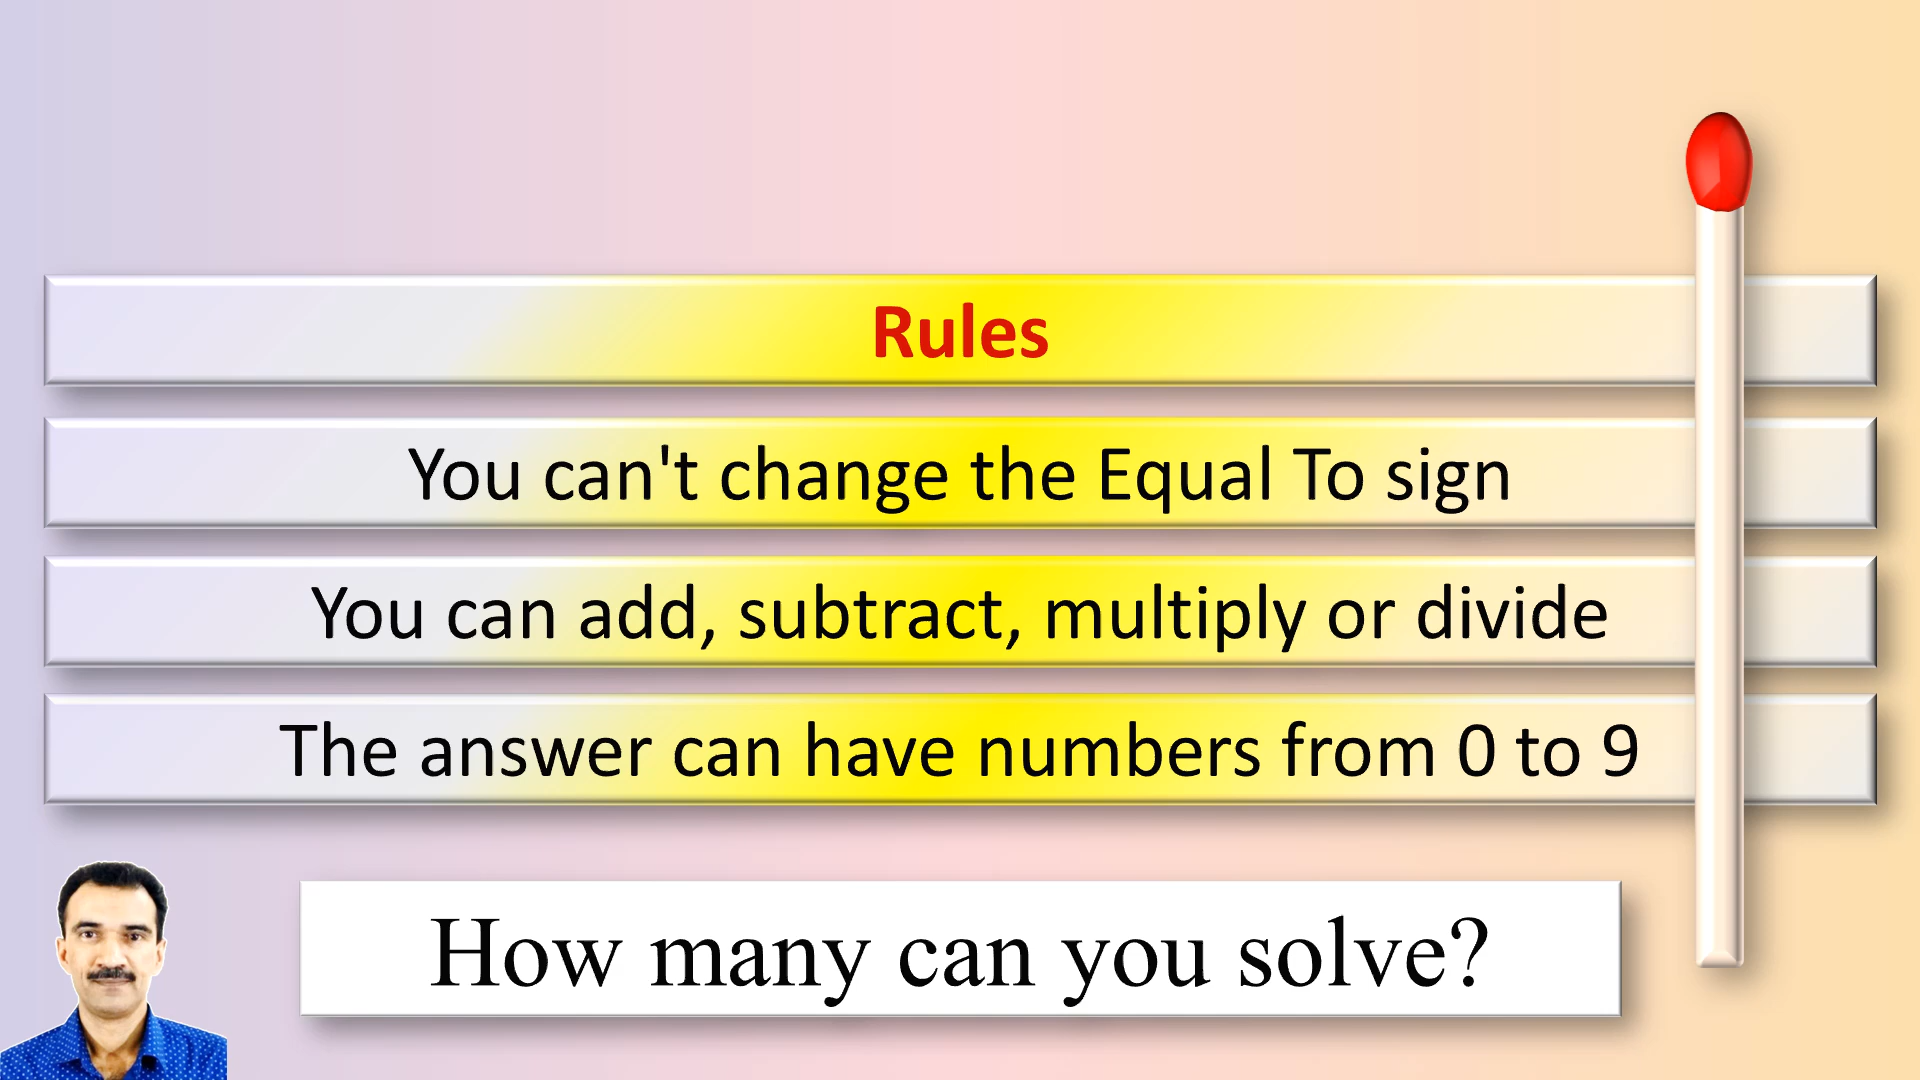 Rules
You can't change the Equal To sign
You can add, subtract, multiply or divide
The answer can have numbers from 0 to 9
How many can you solve?